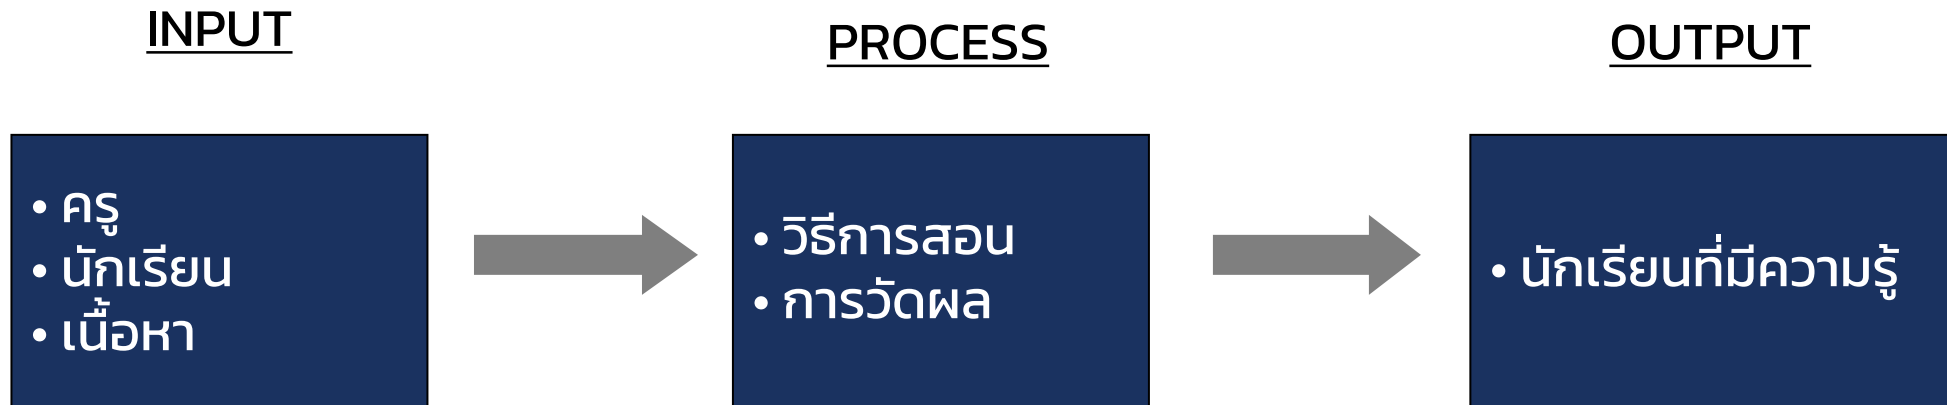 INPUT
• ครู
• นักเรียน
• เนื้อหา
PROCESS
• วิธีการสอน
• การวัดผล
OUTPUT
• นักเรียนที่มีความรู้